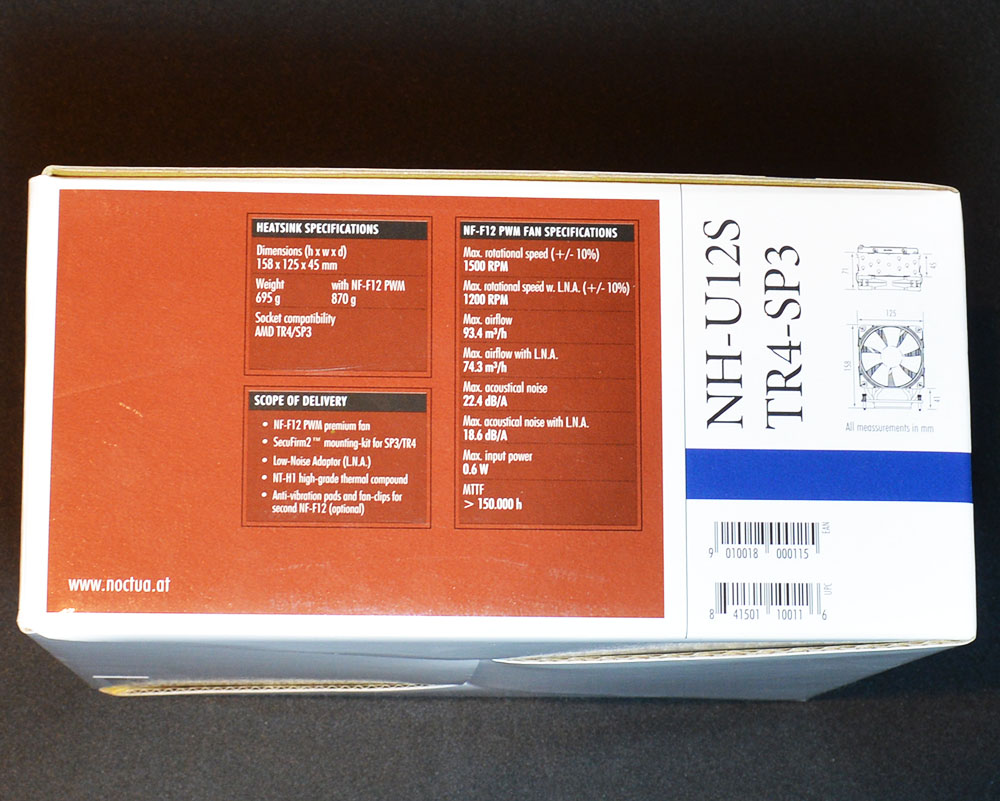 HEATSINK SPECIFICATIONS
Dimensions (h x w x d)
158 x 125 x 45 mm
Weight with NF-F12 PWM
695 g 870 g
Socket compatibility
AMD TR4/SP3
SCOPE OF DELIVERY
• NF-F12 PWM premium fan
• SecuFirm2™ mounting-kit for SP3/TR4
• Low-Noise Adaptor (L.N.A.)
• NT-H1 high-grade thermal compound
• Anti-vibration pads and fan-clips for
second NF-F12 (optional)
NF-F12 PWM FAN SPECIFICATIONS
Max. rotational speed (+/- 10%)
1500 RPM
Max. rotational speed w. L.N.A. (+/- 10%)
1200 RPM
Max. airflow
93.4 m³/h
Max. airflow with L.N.A.
74.3 m³/h
Max. acoustical noise
22.4 dB/A
Max. acoustical noise with L.N.A.
18.6 dB/A
Max. input power
0.6 W
MTTF
> 150.000 h
www.noctua.at
NH-U12S
TR4-SP3
71
45
125
158
41
All meassurements in mm
EAN
9 010018 000115
UPC
8 41501 10011 6